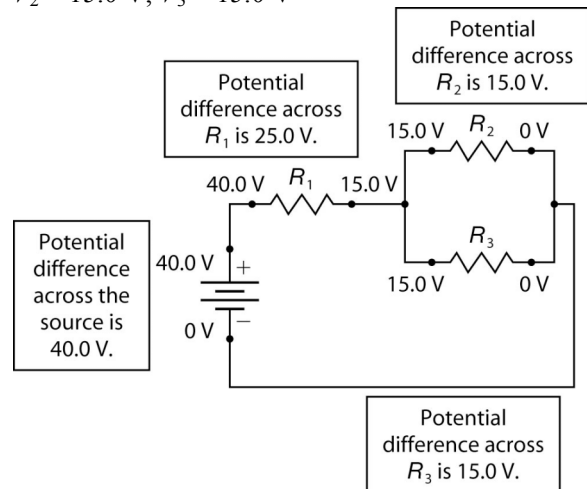 Potential
difference across
R₂ is 15.0 V.
Potential
difference across
R₁ is 25.0 V.
15.0 V R₂ 0 V
40.0 V R₁ 15.0 V
Potential
difference
across the
source is
40.0 V.
40.0 V +
0 V −
R₃
15.0 V 0 V
Potential
difference across
R₃ is 15.0 V.